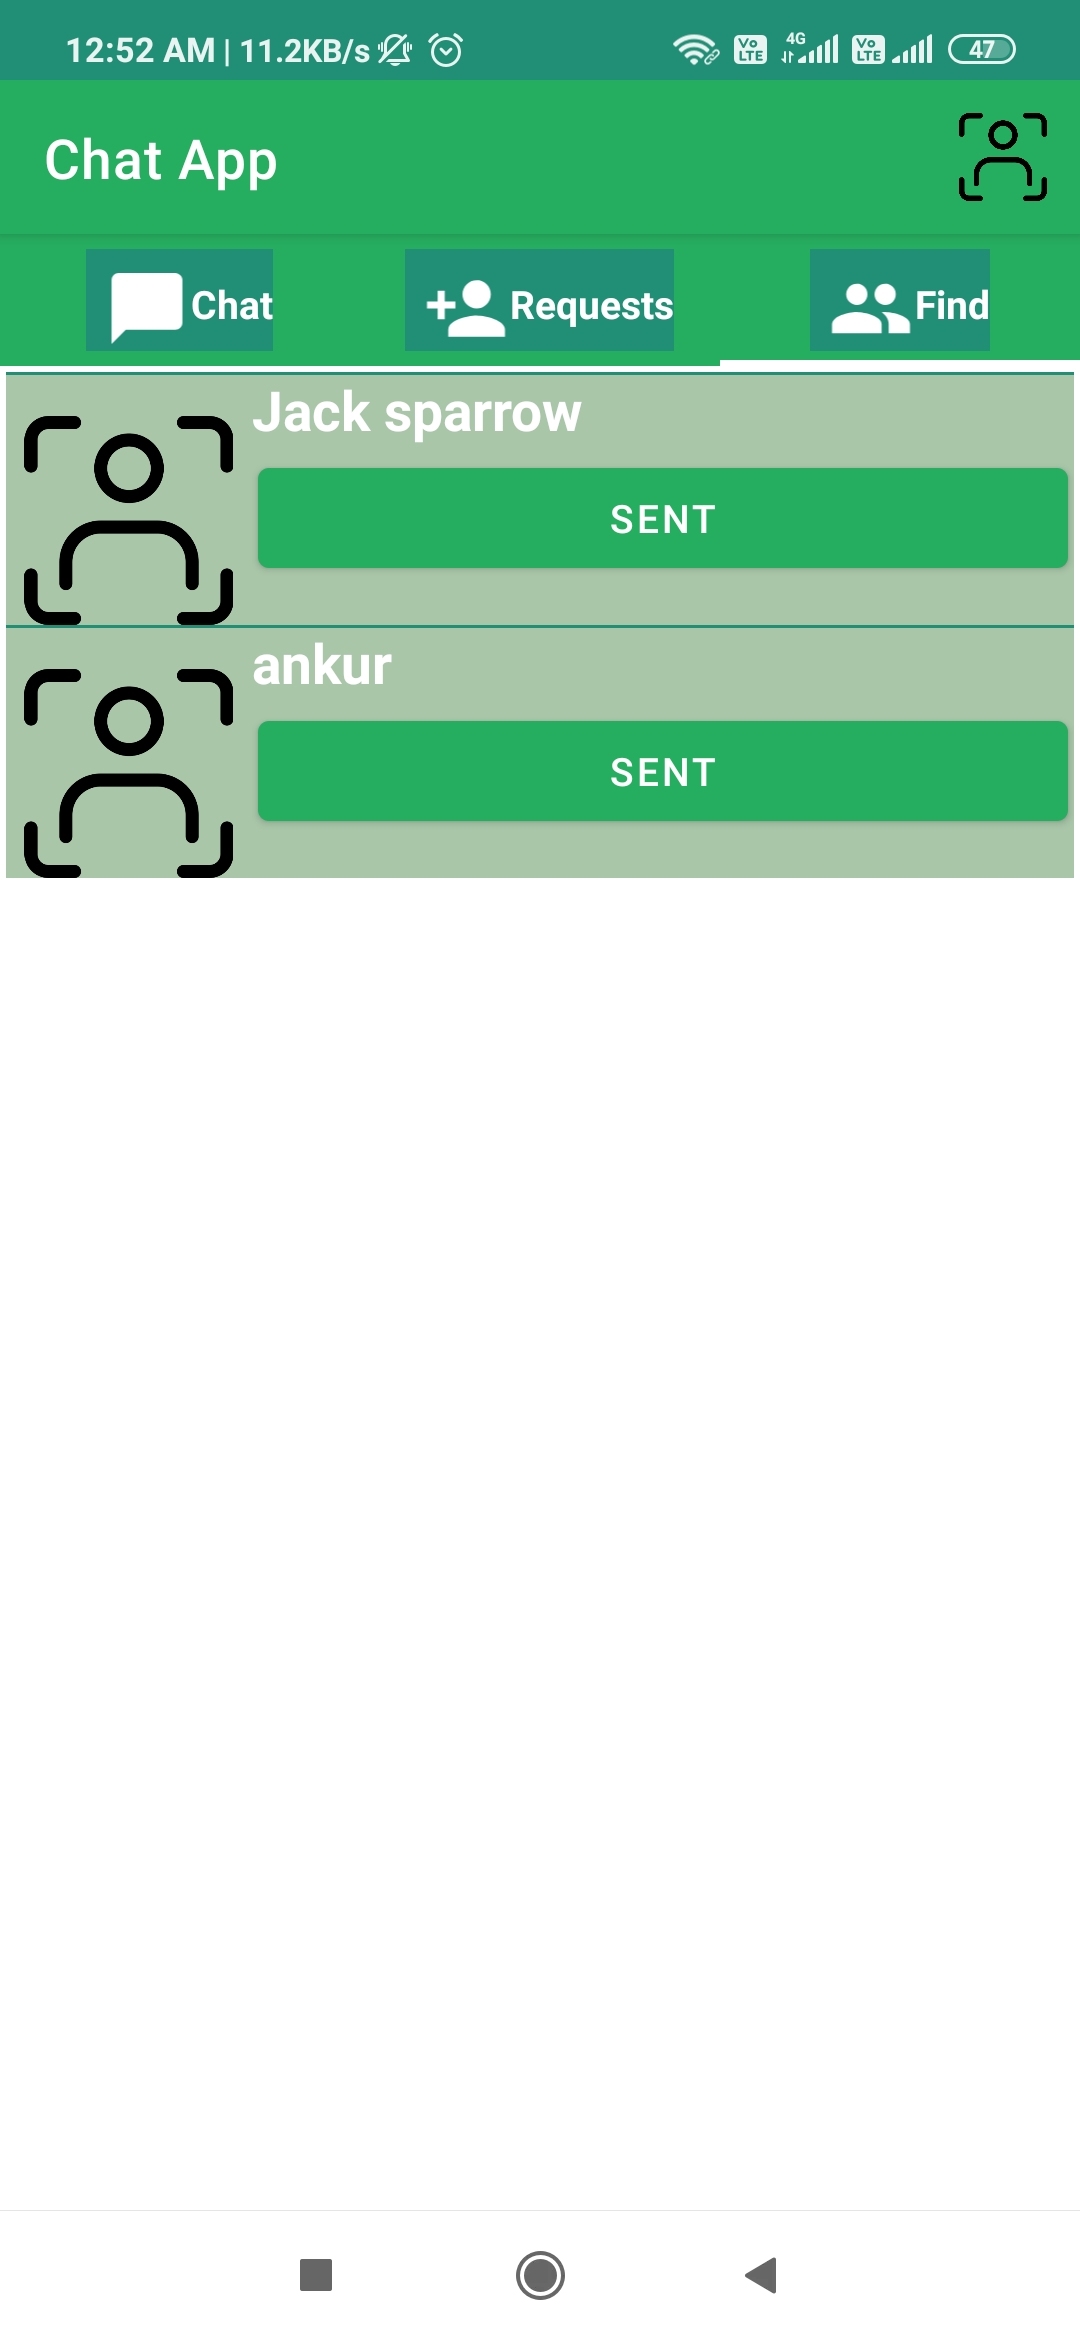 12:52 AM | 11.2KB/s 4G Vo LTE Vo LTE 47
Chat App
Chat Requests Find
Jack sparrow
SENT
ankur
SENT